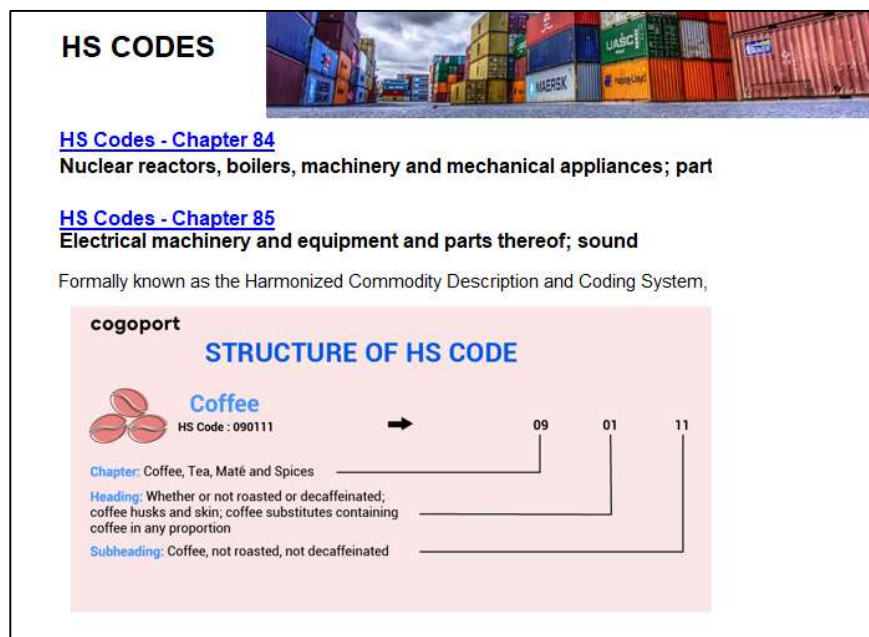 HS CODES
UASC
MAERSK
Hapag-Lloyd
HS Codes - Chapter 84
Nuclear reactors, boilers, machinery and mechanical appliances; part
HS Codes - Chapter 85
Electrical machinery and equipment and parts thereof; sound
Formally known as the Harmonized Commodity Description and Coding System,
cogoport
STRUCTURE OF HS CODE
Coffee
HS Code : 090111
09 01 11
Chapter: Coffee, Tea, Maté and Spices
Heading: Whether or not roasted or decaffeinated;
coffee husks and skin; coffee substitutes containing
coffee in any proportion
Subheading: Coffee, not roasted, not decaffeinated